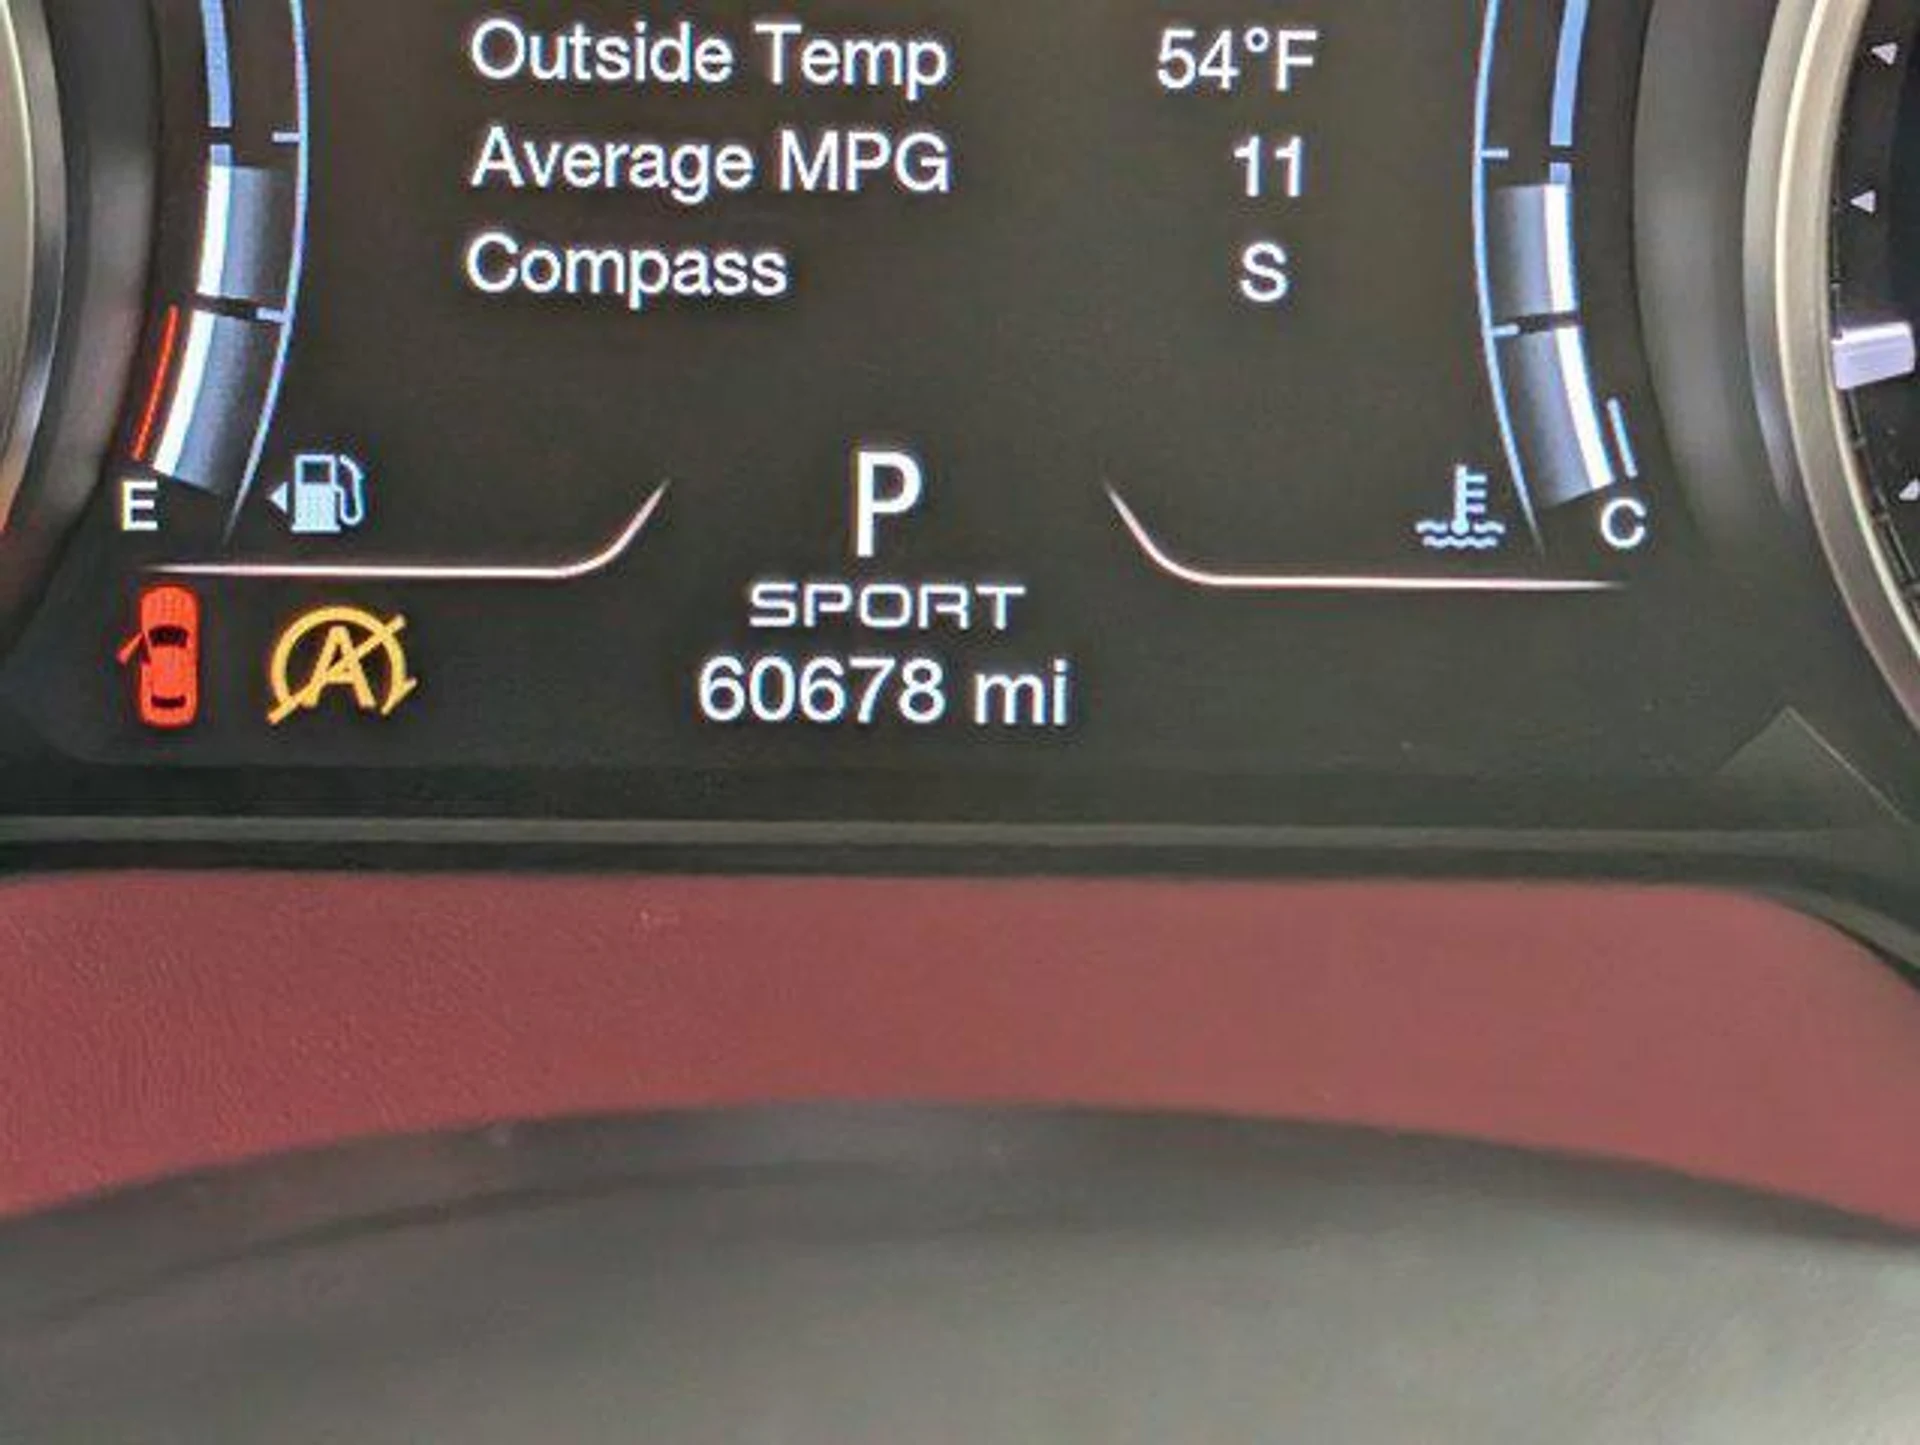 Outside Temp 54°F
Average MPG 11
Compass S
E
P
C
SPORT
A
60678 mi